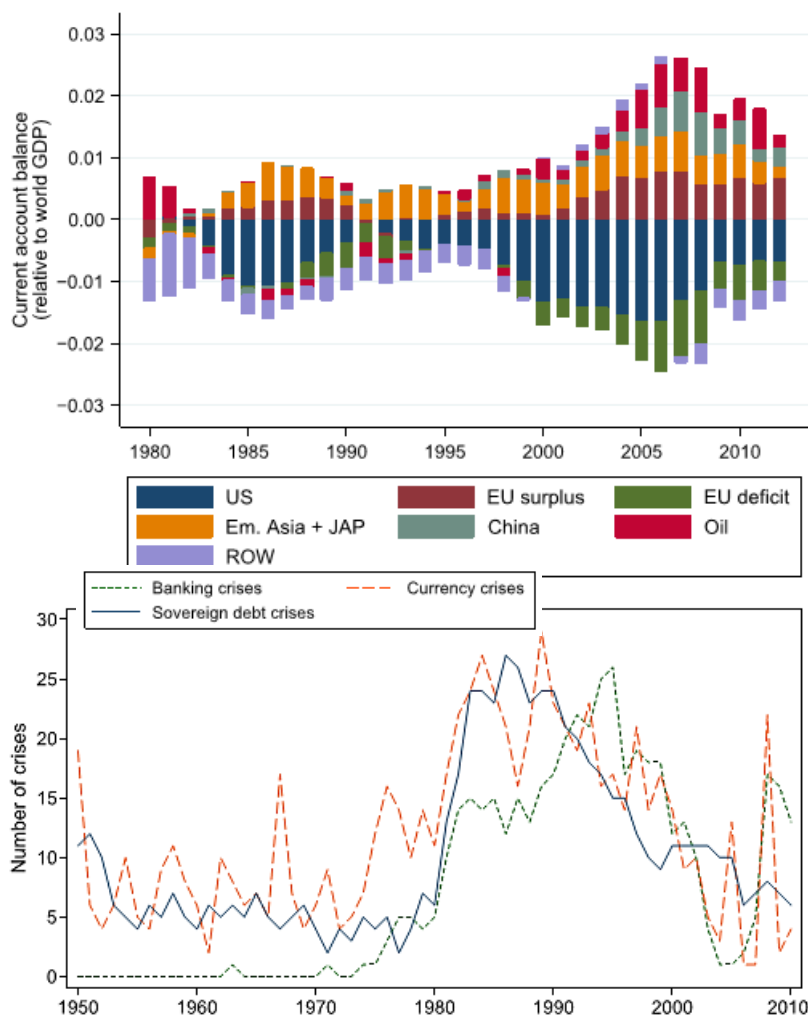 Current account balance
(relative to world GDP)
0.03
0.02
0.01
0.00
−0.01
−0.02
−0.03
1980 1985 1990 1995 2000 2005 2010
US EU surplus EU deficit
Em. Asia + JAP China Oil
ROW
Banking crises Currency crises
Sovereign debt crises
Number of crises
30
25
20
15
10
5
0
1950 1960 1970 1980 1990 2000 2010